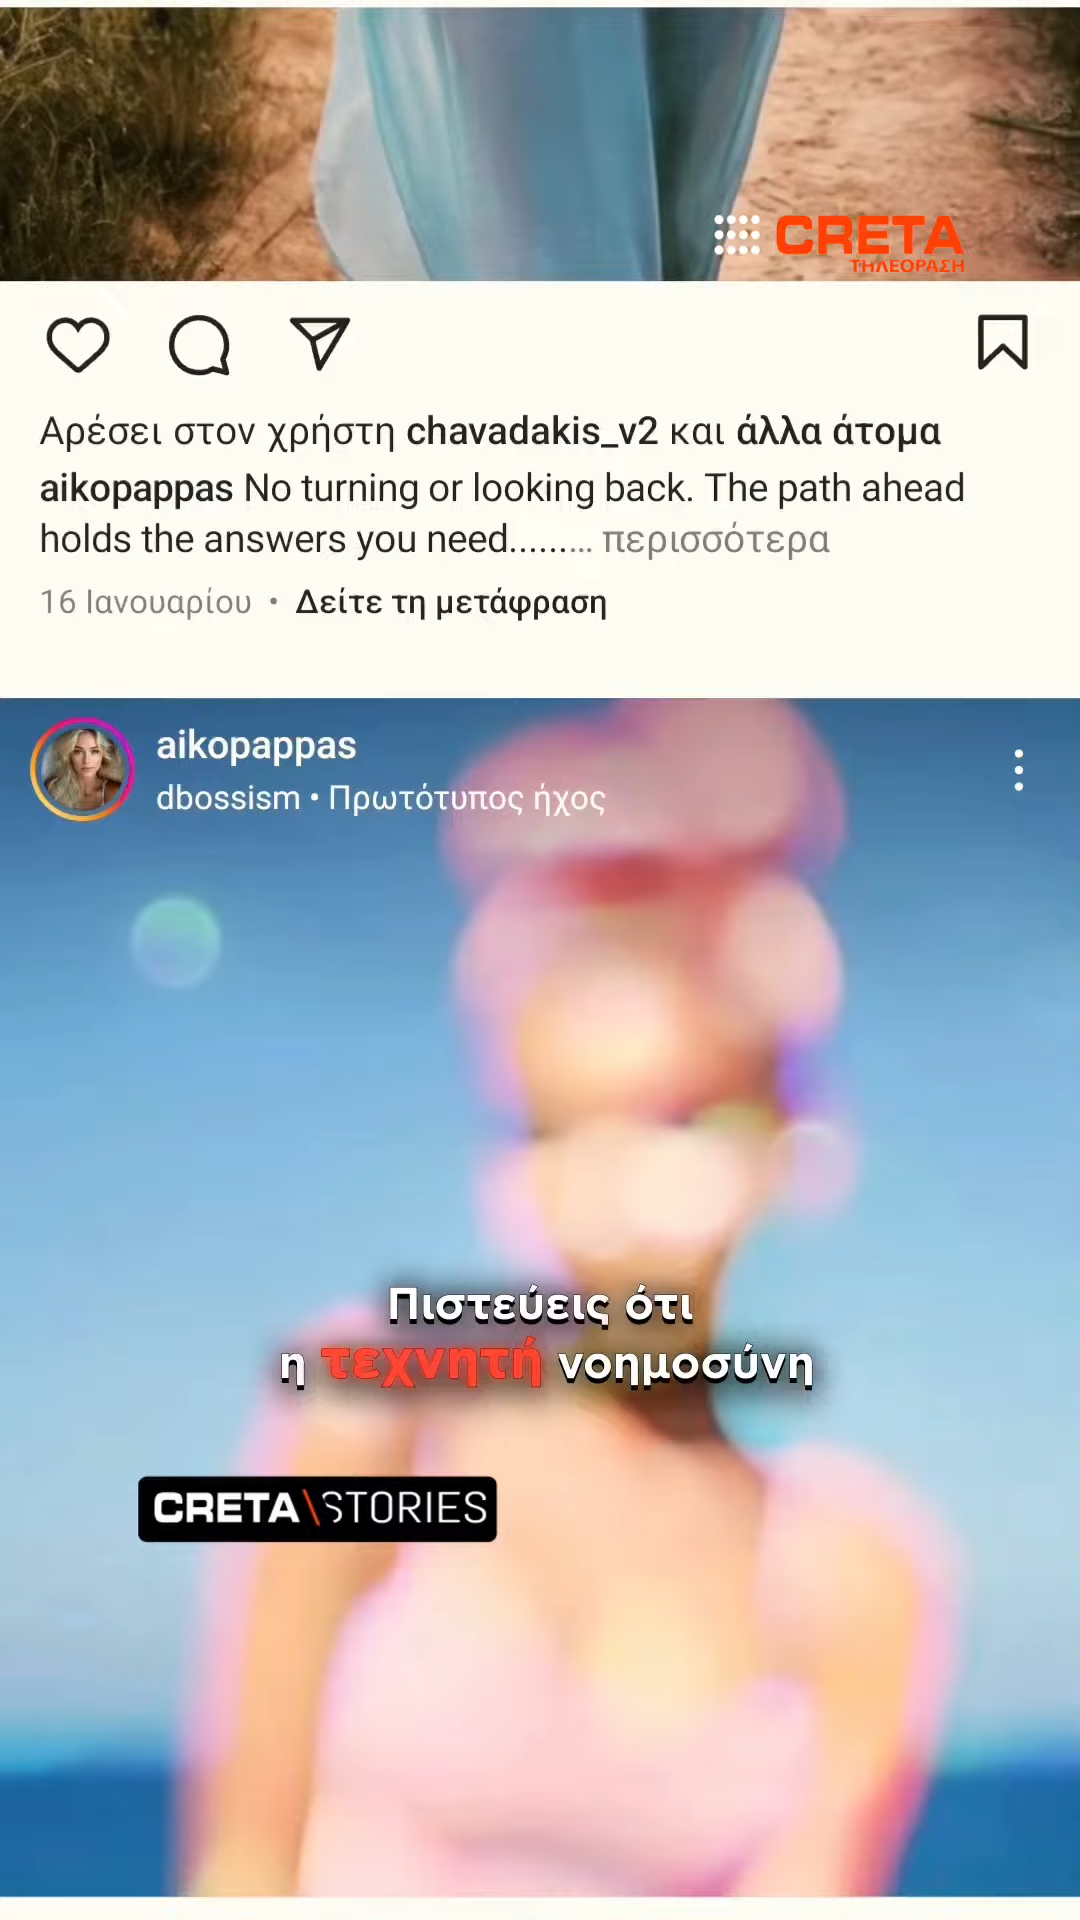 CRETA
ΤΗΛΕΟΡΑΣΗ
Αρέσει στον χρήστη chavadakis_v2 και άλλα άτομα
aikopappas No turning or looking back. The path ahead
holds the answers you need......… περισσότερα
16 Ιανουαρίου • Δείτε τη μετάφραση
aikopappas
dbossism • Πρωτότυπος ήχος
Πιστεύεις ότι
η τεχνητή νοημοσύνη
CRETA\STORIES